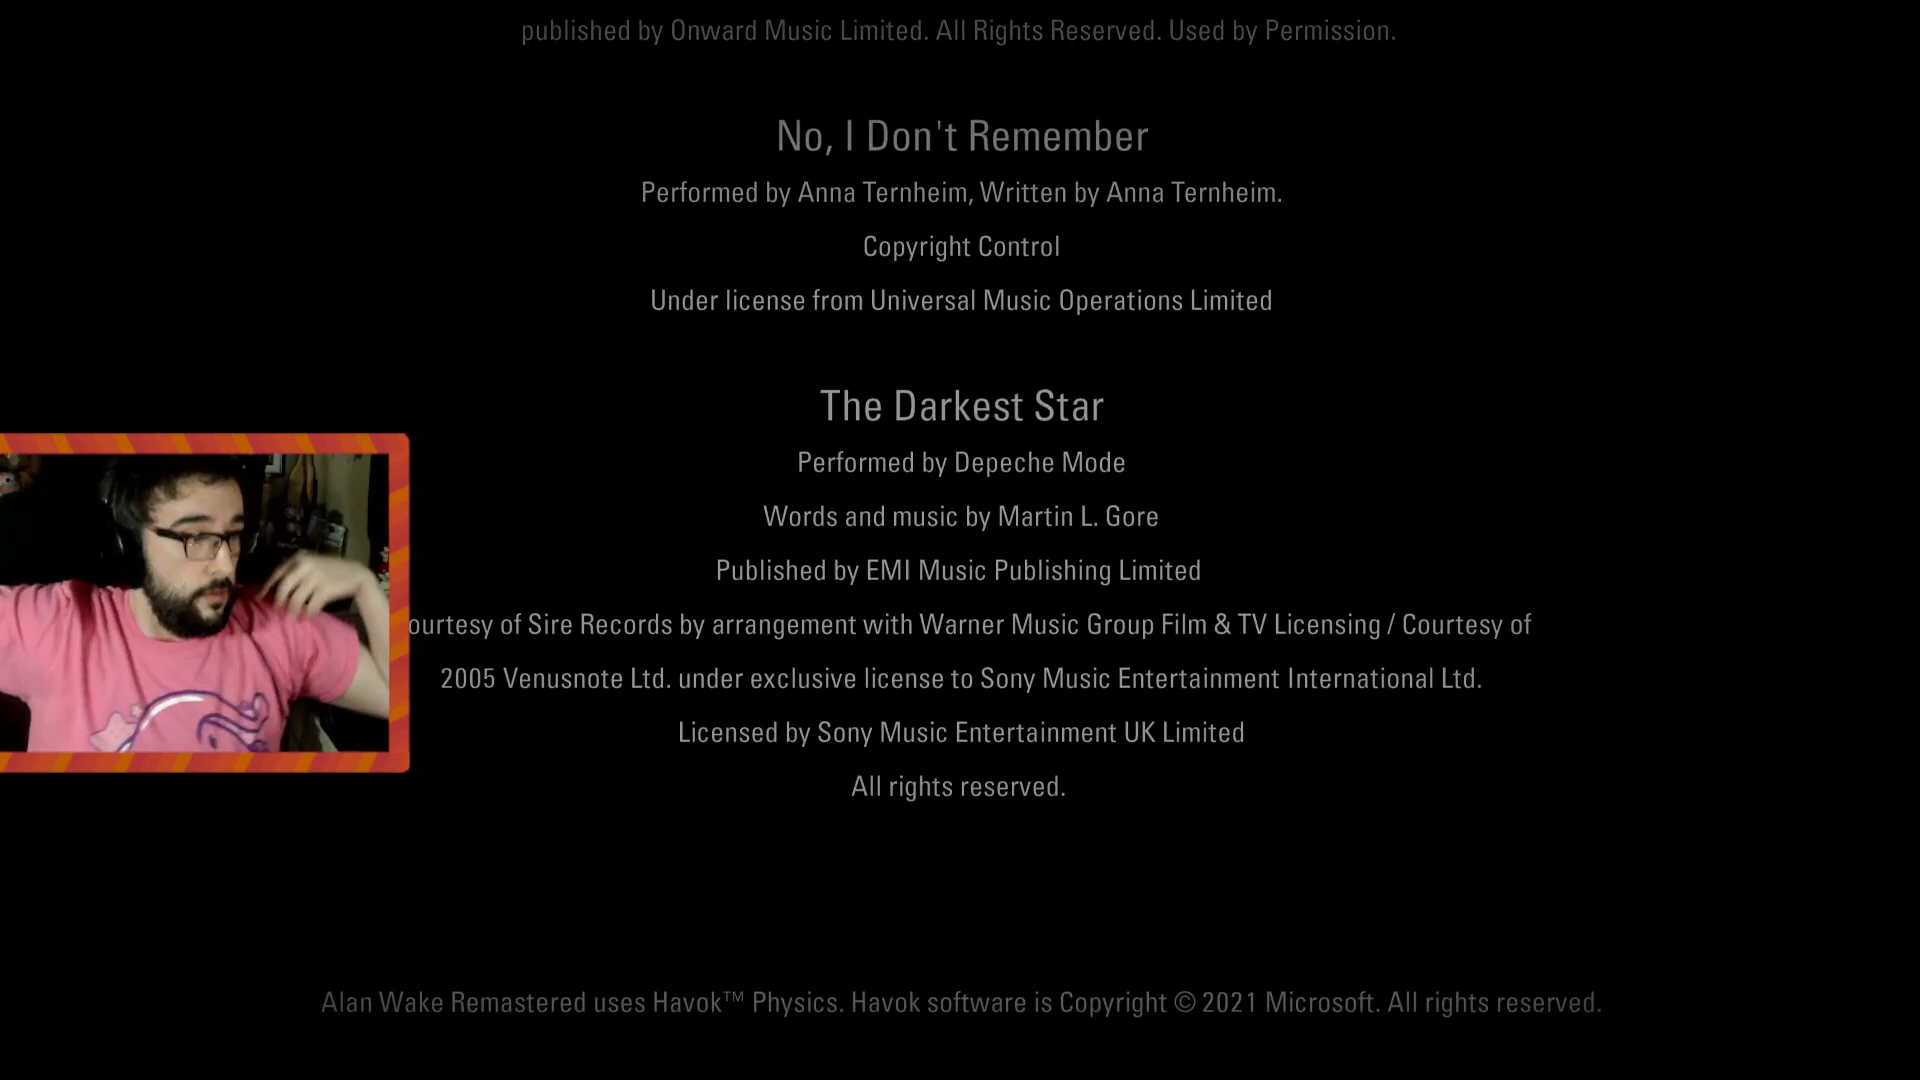 published by Onward Music Limited. All Rights Reserved. Used by Permission.
No, I Don't Remember
Performed by Anna Ternheim, Written by Anna Ternheim.
Copyright Control
Under license from Universal Music Operations Limited
The Darkest Star
Performed by Depeche Mode
Words and music by Martin L. Gore
Published by EMI Music Publishing Limited
ourtesy of Sire Records by arrangement with Warner Music Group Film & TV Licensing / Courtesy of
2005 Venusnote Ltd. under exclusive license to Sony Music Entertainment International Ltd.
Licensed by Sony Music Entertainment UK Limited
All rights reserved.
Alan Wake Remastered uses Havok™ Physics. Havok software is Copyright © 2021 Microsoft. All rights reserved.